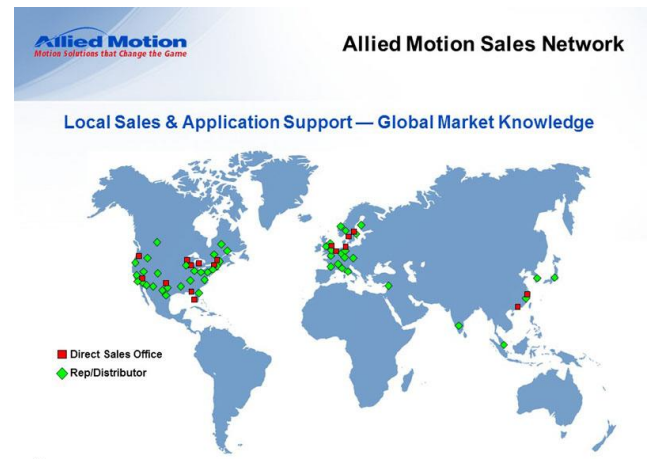 Allied Motion
Motion Solutions that Change the Game
Allied Motion Sales Network
Local Sales & Application Support — Global Market Knowledge
Direct Sales Office
Rep/Distributor